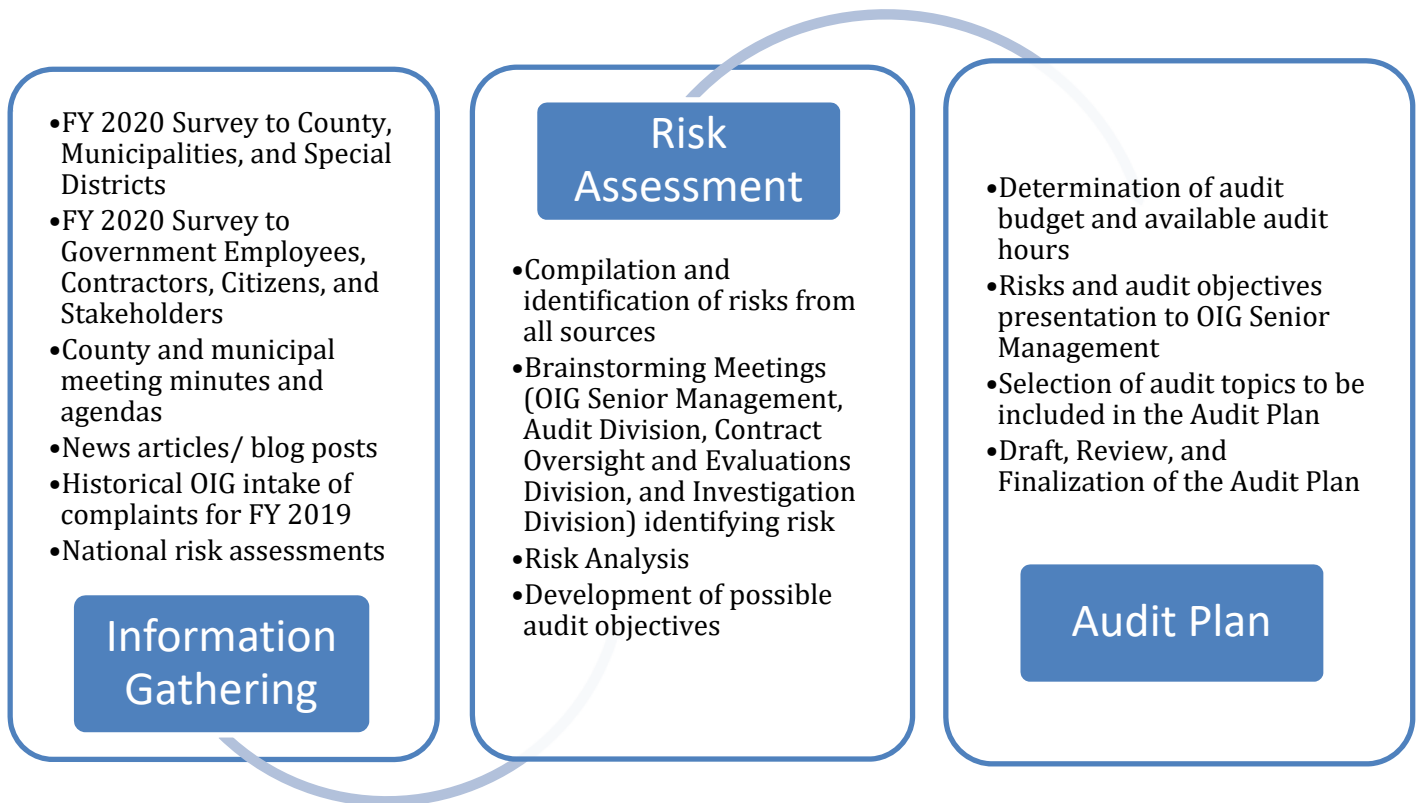 •FY 2020 Survey to County,
Municipalities, and Special
Districts
•FY 2020 Survey to
Government Employees,
Contractors, Citizens, and
Stakeholders
•County and municipal
meeting minutes and
agendas
•News articles/ blog posts
•Historical OIG intake of
complaints for FY 2019
•National risk assessments
Information
Gathering
Risk
Assessment
•Compilation and
identification of risks from
all sources
•Brainstorming Meetings
(OIG Senior Management,
Audit Division, Contract
Oversight and Evaluations
Division, and Investigation
Division) identifying risk
•Risk Analysis
•Development of possible
audit objectives
•Determination of audit
budget and available audit
hours
•Risks and audit objectives
presentation to OIG Senior
Management
•Selection of audit topics to be
included in the Audit Plan
•Draft, Review, and
Finalization of the Audit Plan
Audit Plan